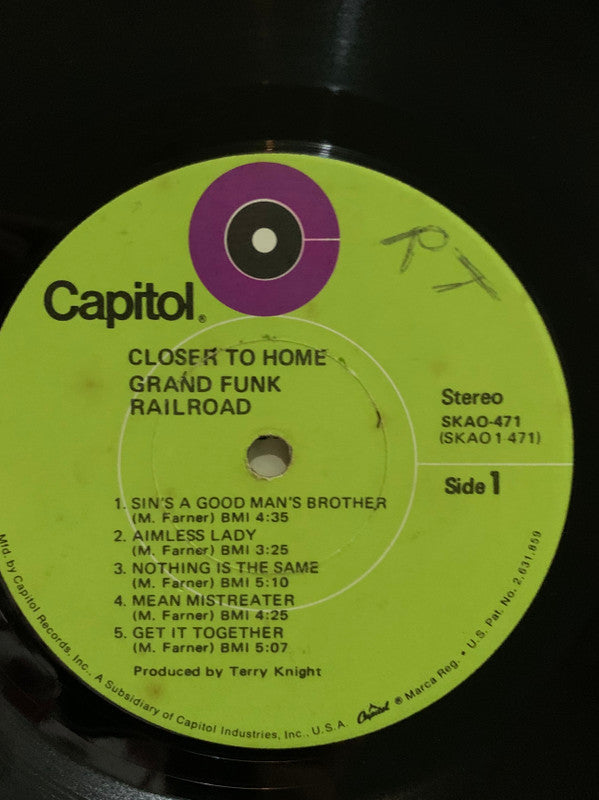 RT
Capitol®
CLOSER TO HOME
GRAND FUNK
RAILROAD
Stereo
SKAO-471
(SKAO 1-471)
Side 1
1. SIN'S A GOOD MAN'S BROTHER
(M. Farner) BMI 4:35
2. AIMLESS LADY
(M. Farner) BMI 3:25
3. NOTHING IS THE SAME
(M. Farner) BMI 5:10
4. MEAN MISTREATER
(M. Farner) BMI 4:25
5. GET IT TOGETHER
(M. Farner) BMI 5:07
Produced by Terry Knight
Mfd. by Capitol Records, Inc., A Subsidiary of Capitol Industries, Inc., U.S.A. Capitol ® Marca Reg. • U.S. Pat. No. 2,631,859